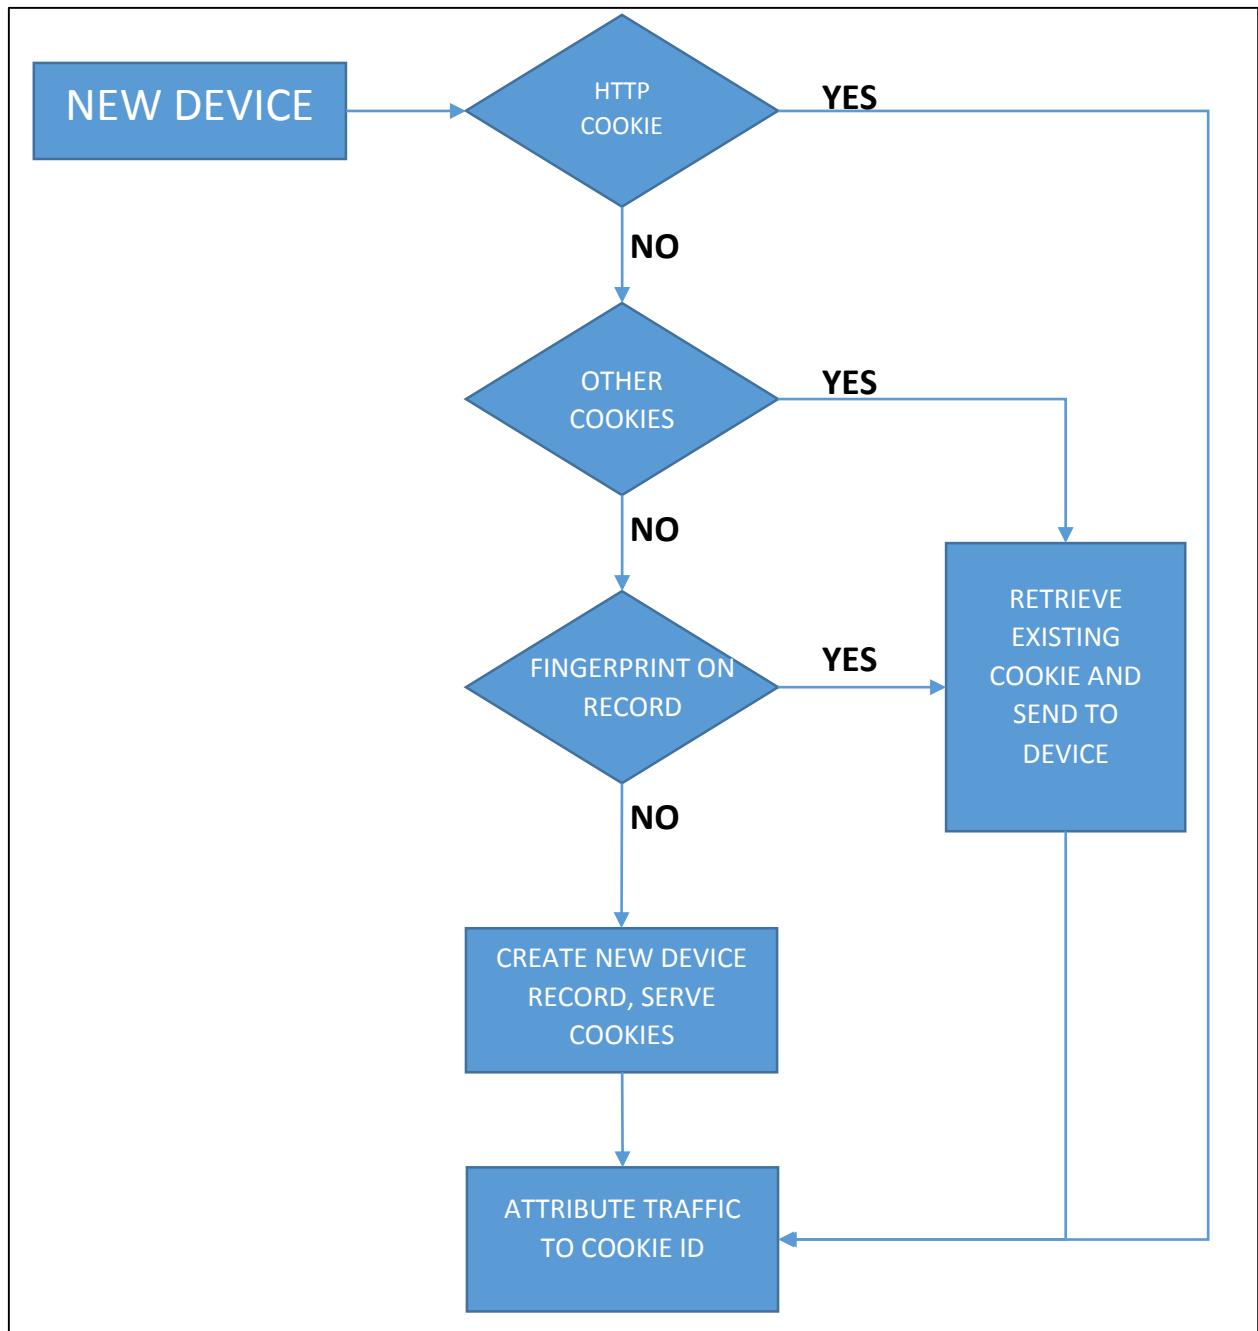 NEW DEVICE
HTTP
COOKIE
YES
NO
OTHER
COOKIES
YES
NO
FINGERPRINT ON
RECORD
YES
RETRIEVE
EXISTING
COOKIE AND
SEND TO
DEVICE
NO
CREATE NEW DEVICE
RECORD, SERVE
COOKIES
ATTRIBUTE TRAFFIC
TO COOKIE ID